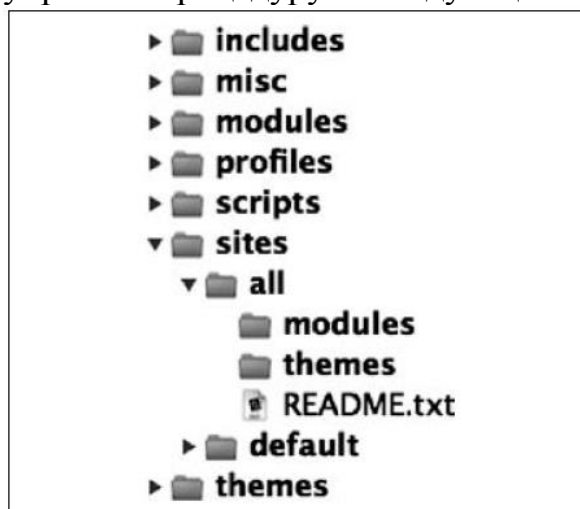 includes
misc
modules
profiles
scripts
sites
all
modules
themes
README.txt
default
themes